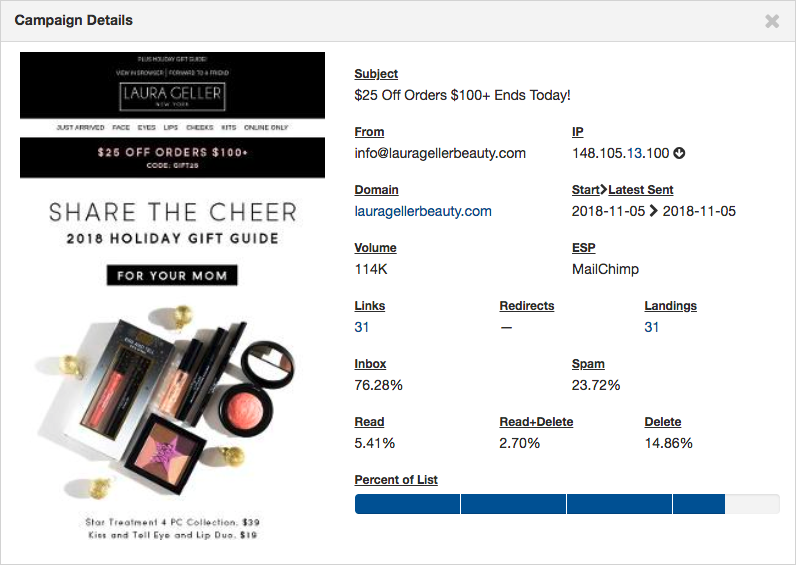 Campaign Details
PLUS HOLIDAY GIFT GUIDE!
VIEW IN BROWSER | FORWARD TO A FRIEND
LAURA GELLER
NEW YORK
JUST ARRIVED FACE EYES LIPS CHEEKS KITS ONLINE ONLY
$25 OFF ORDERS $100+
CODE: GIFT25
SHARE THE CHEER
2018 HOLIDAY GIFT GUIDE
FOR YOUR MOM
KISS AND TELL
Star Treatment 4 PC Collection. $39
Kiss and Tell Eye and Lip Duo. $19
Subject
$25 Off Orders $100+ Ends Today!
From IP
info@lauragellerbeauty.com 148.105.13.100
Domain Start Latest Sent
lauragellerbeauty.com 2018-11-05 2018-11-05
Volume ESP
114K MailChimp
Links Redirects Landings
31 — 31
Inbox Spam
76.28% 23.72%
Read Read+Delete Delete
5.41% 2.70% 14.86%
Percent of List